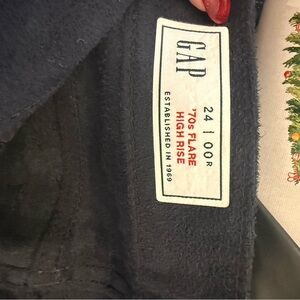 GAP
ESTABLISHED IN 1969
24 | 00R
'70s FLARE
HIGH RISE